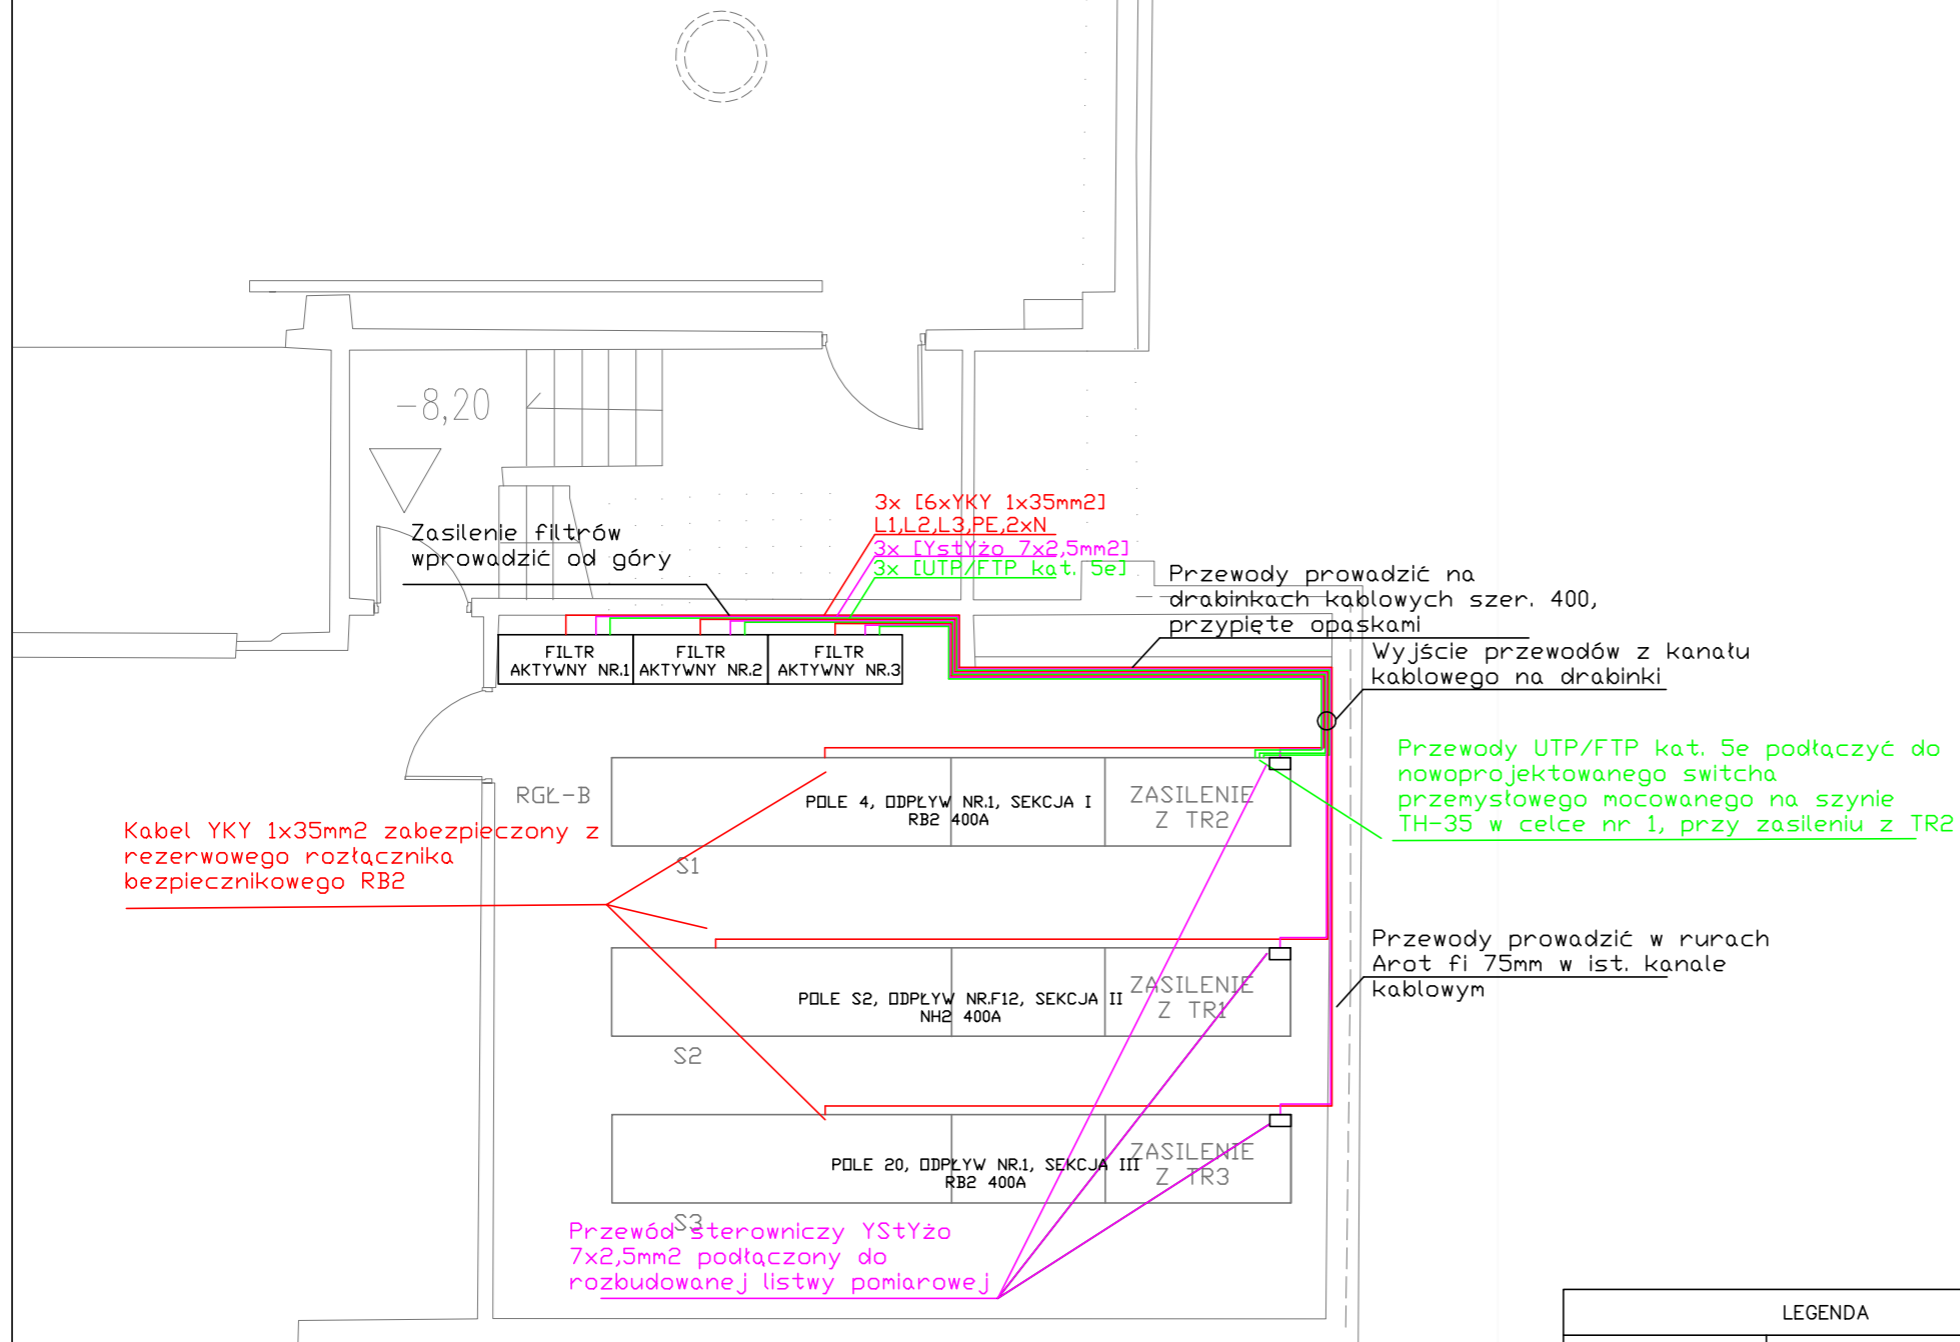 -8,20
3x [6xYKY 1x35mm2]
L1,L2,L3,PE,2xN
3x [YstYżo 7x2,5mm2]
3x [UTP/FTP kat. 5e]
Zasilenie filtrów
wprowadzić od góry
Przewody prowadzić na
drabinkach kablowych szer. 400,
przypięte opaskami
Wyjście przewodów z kanału
kablowego na drabinki
FILTR
AKTYWNY NR.1
FILTR
AKTYWNY NR.2
FILTR
AKTYWNY NR.3
Przewody UTP/FTP kat. 5e podłączyć do
nowoprojektowanego switcha
przemysłowego mocowanego na szynie
TH-35 w celce nr 1, przy zasileniu z TR2
RGŁ-B
POLE 4, ODPŁYW NR.1, SEKCJA I
RB2 400A
ZASILENIE
Z TR2
S1
Kabel YKY 1x35mm2 zabezpieczony z
rezerwowego rozłącznika
bezpiecznikowego RB2
Przewody prowadzić w rurach
Arot fi 75mm w ist. kanale
kablowym
POLE S2, ODPŁYW NR.F12, SEKCJA II
NH2 400A
ZASILENIE
Z TR1
S2
POLE 20, ODPŁYW NR.1, SEKCJA III
RB2 400A
ZASILENIE
Z TR3
S3
Przewód sterowniczy YStYżo
7x2,5mm2 podłączony do
rozbudowanej listwy pomiarowej
LEGENDA